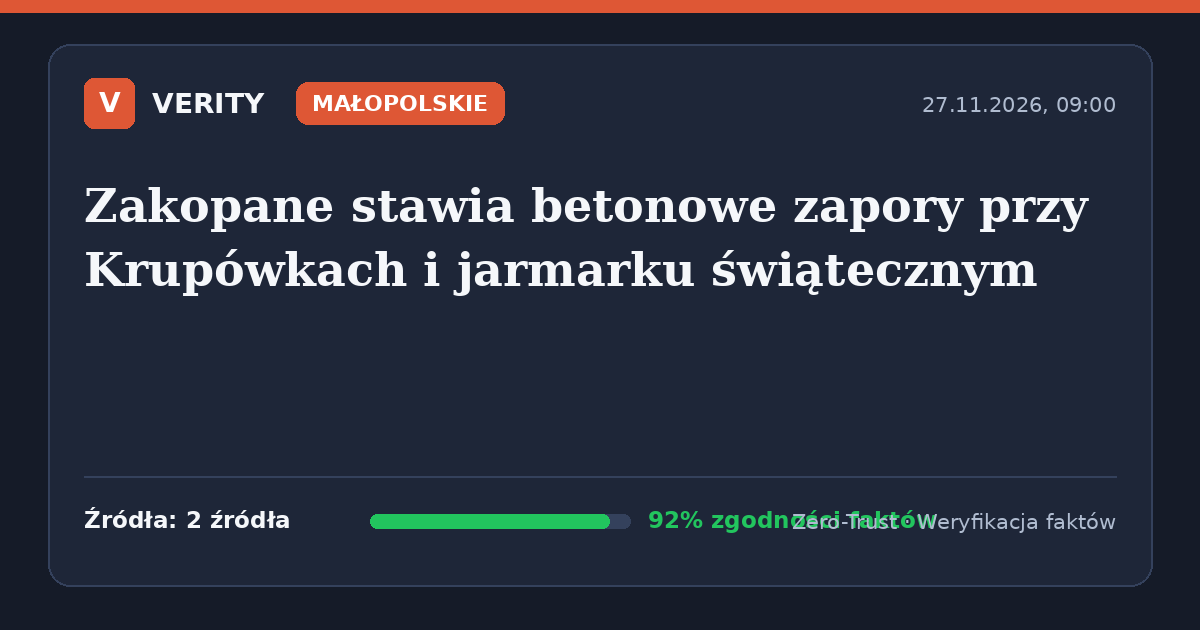 V VERITY MAŁOPOLSKIE 27.11.2026, 09:00
Zakopane stawia betonowe zapory przy
Krupówkach i jarmarku świątecznym
Źródła: 2 źródła 92% zgodności faktów Zero-Trust · Weryfikacja faktów